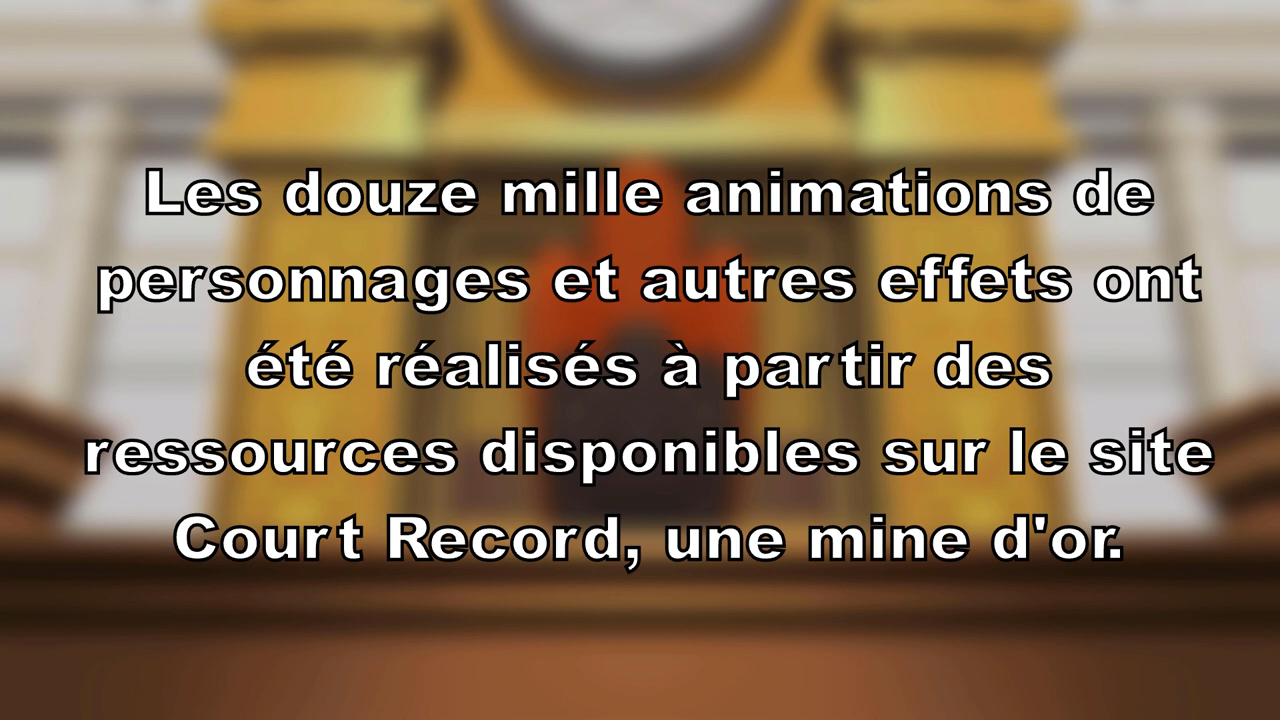 Les douze mille animations de
personnages et autres effets ont
été réalisés à partir des
ressources disponibles sur le site
Court Record, une mine d'or.